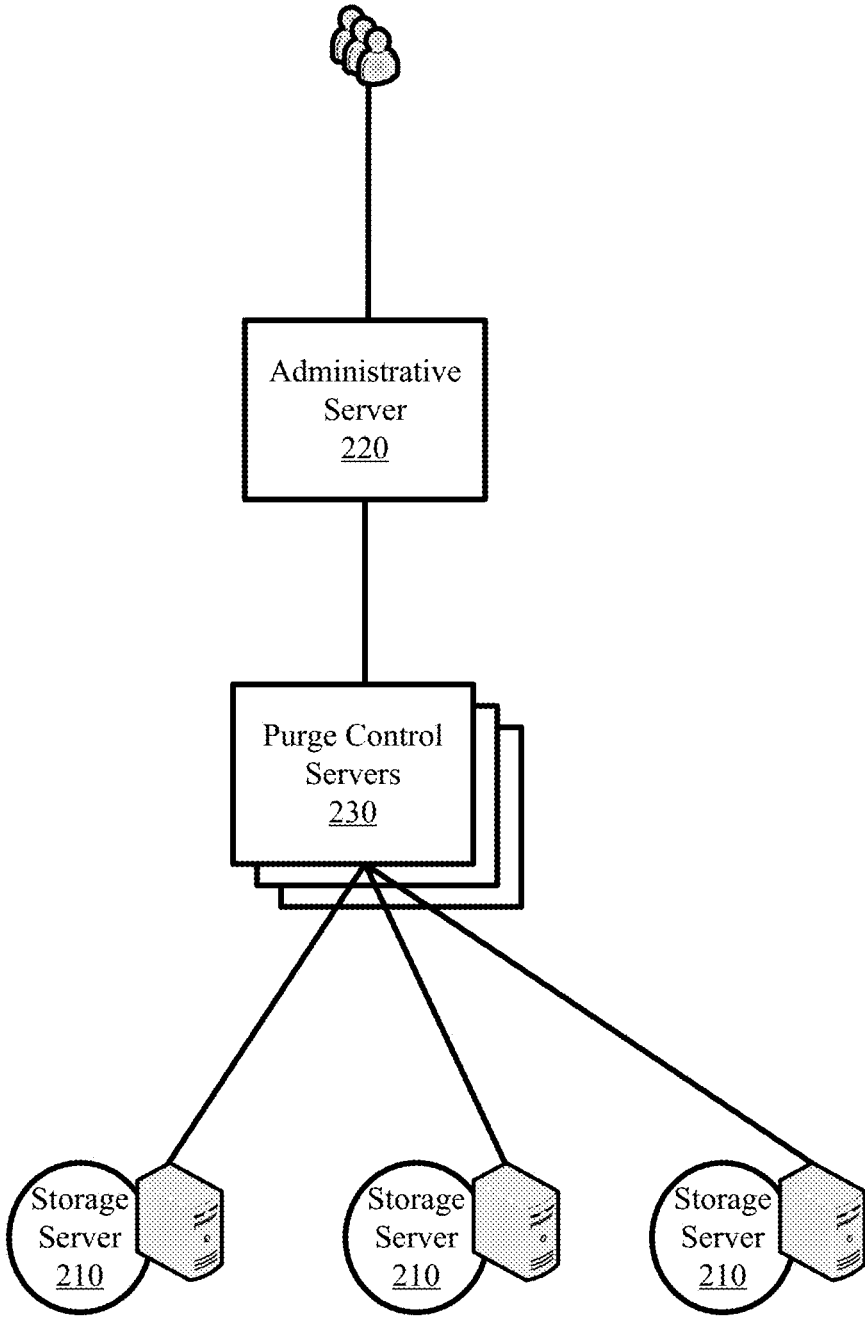 Administrative
Server
220
Purge Control
Servers
230
Storage
Server
210
Storage
Server
210
Storage
Server
210